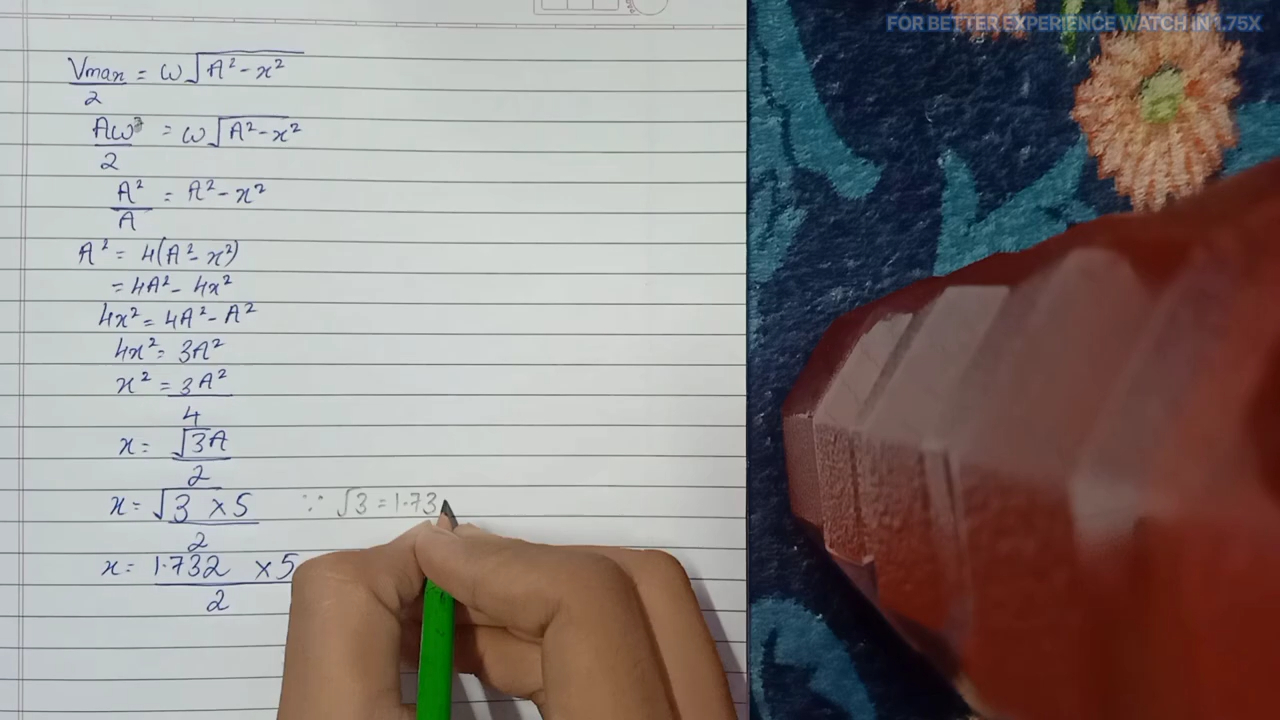 FOR BETTER EXPERIENCE WATCH IN 1.75X
Vmax/2 = ω√A²-x²
Aω/2 = ω√A²-x²
A²/A = A²-x²
A² = 4(A²-x²)
= 4A²- 4x²
4x² = 4A²-A²
4x² = 3A²
x² = 3A²/4
x = √3A/2
x = √3 ×5/2 ∵ √3 = 1.73
x = 1.732 ×5/2